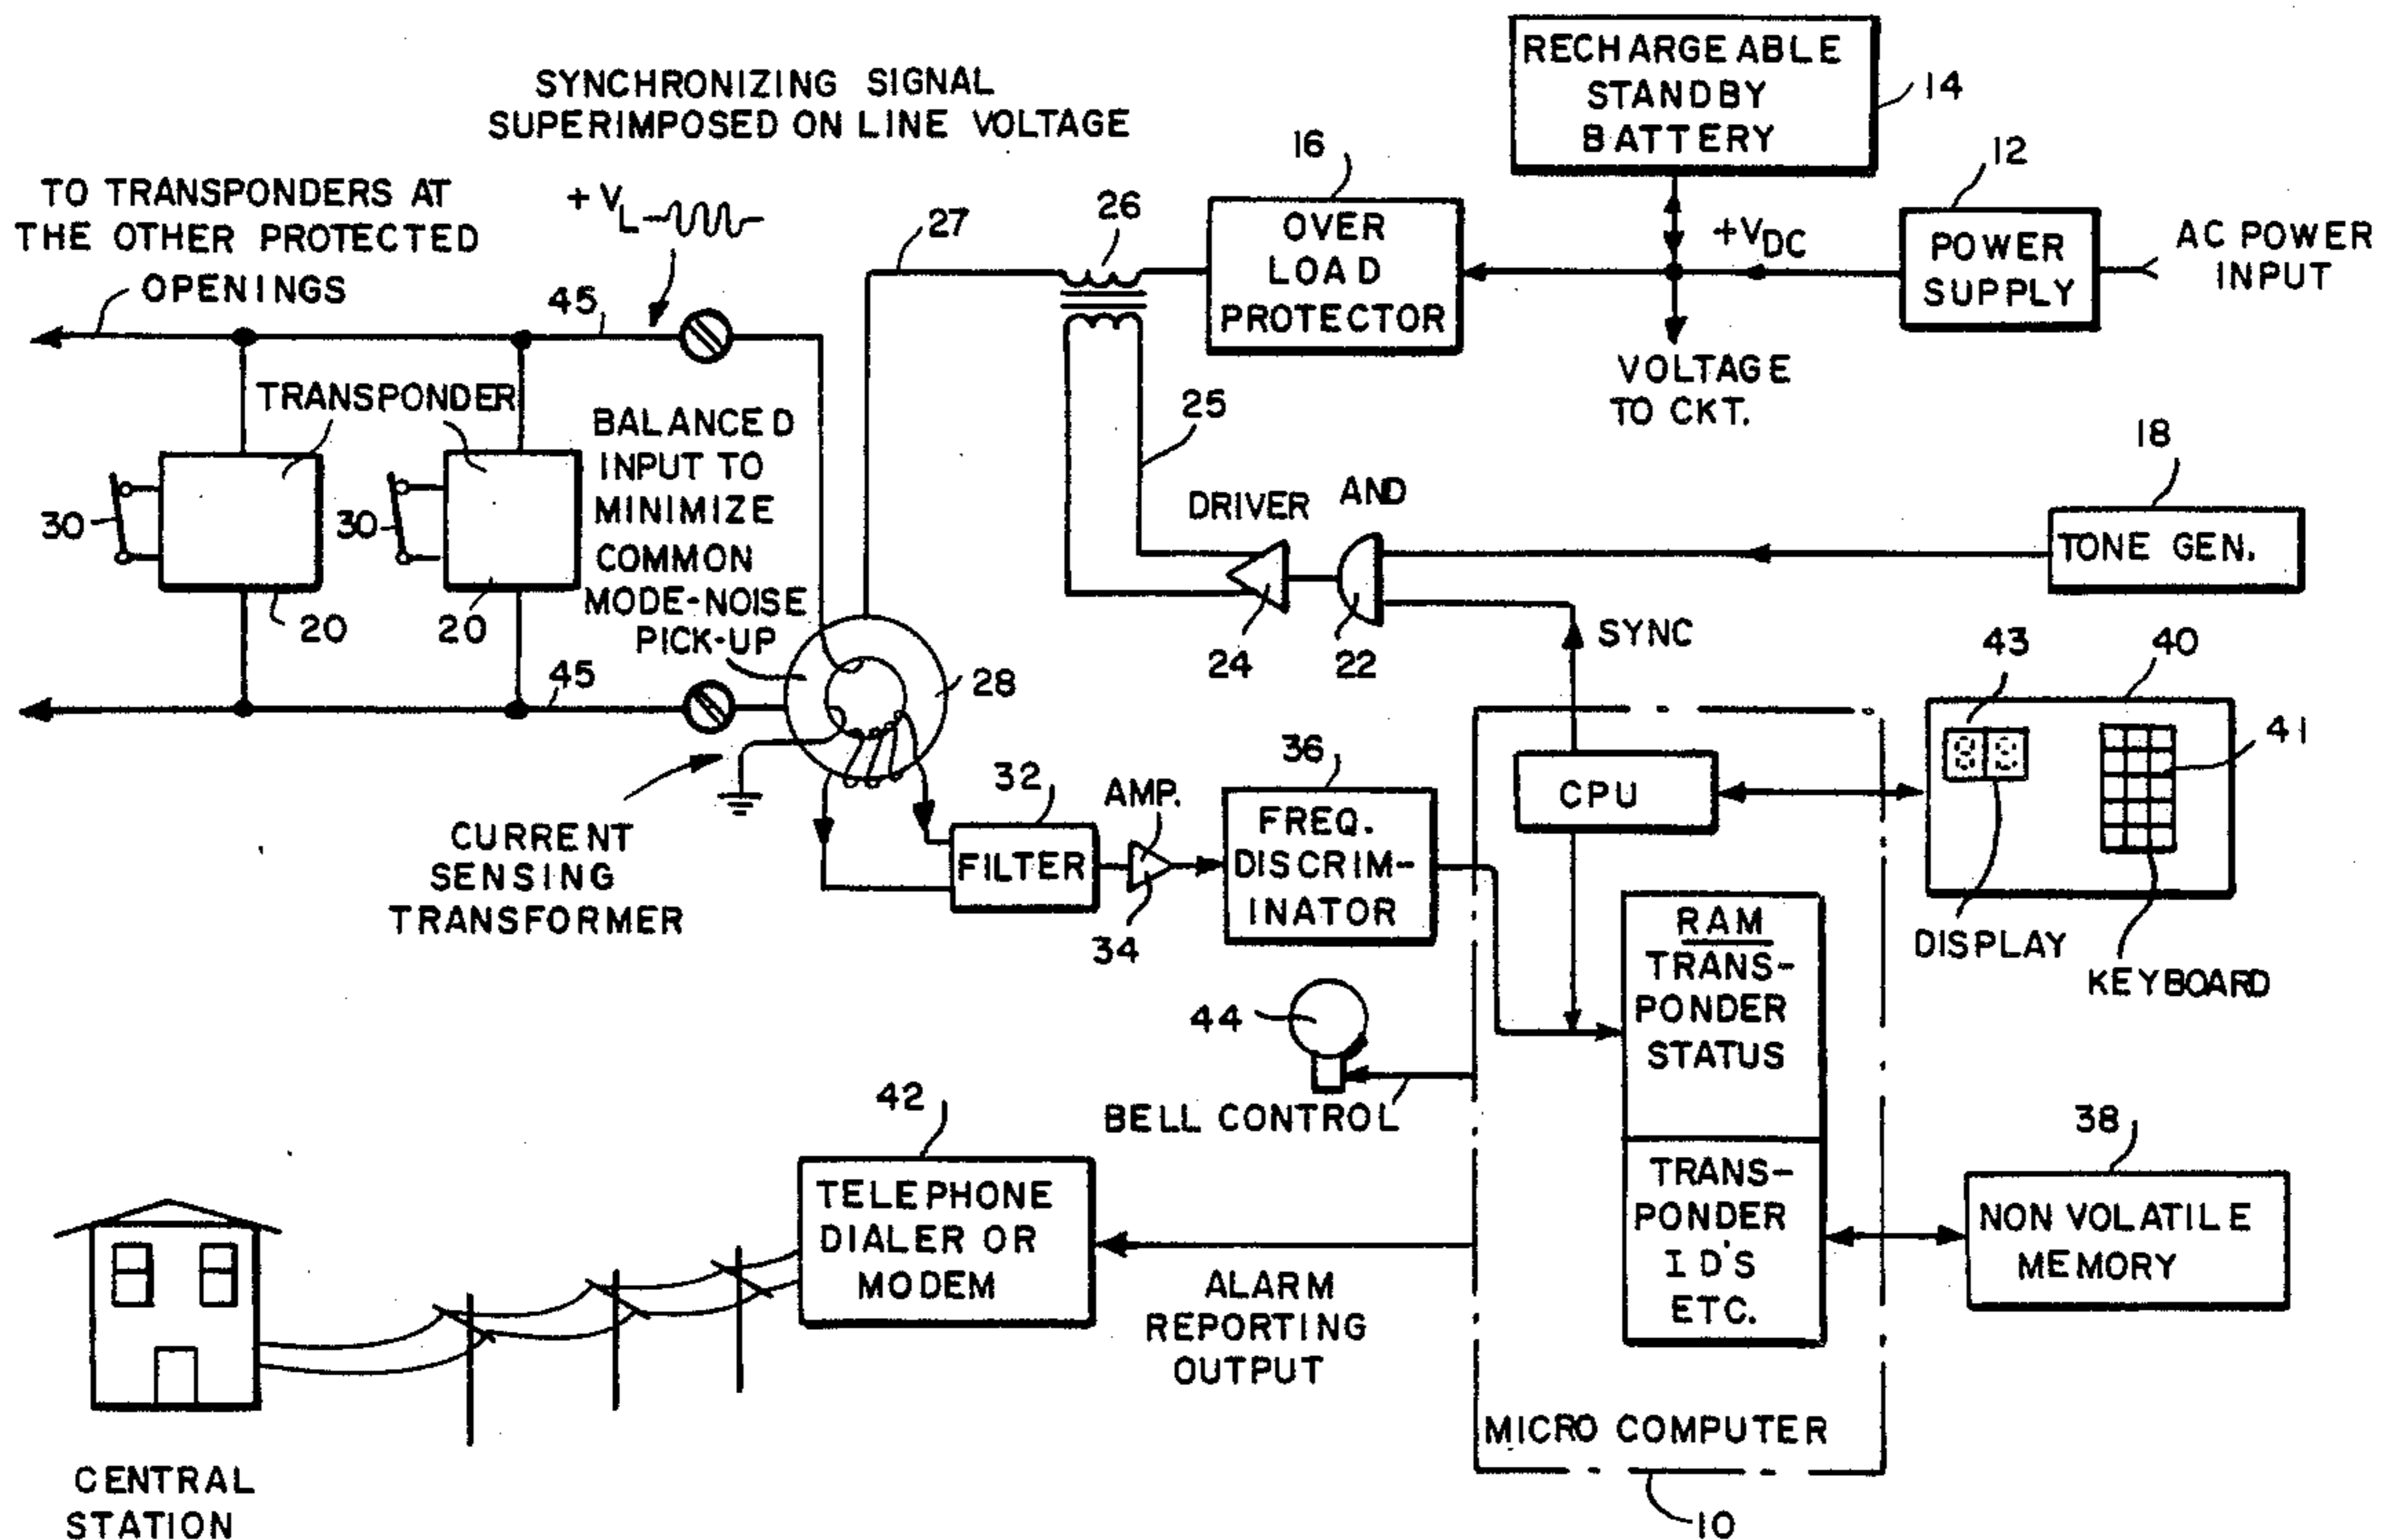 RECHARGEABLE
STANDBY
BATTERY
14
SYNCHRONIZING SIGNAL
SUPERIMPOSED ON LINE VOLTAGE
16
12
TO TRANSPONDERS AT
THE OTHER PROTECTED
OPENINGS
+ VL
27
26
OVER
LOAD
PROTECTOR
+VDC
POWER
SUPPLY
AC POWER
INPUT
45
VOLTAGE
TO CKT.
TRANSPONDER
25
18
BALANCED
INPUT TO
MINIMIZE
COMMON
MODE-NOISE
PICK-UP
30
30
20
20
DRIVER
AND
TONE GEN.
24
22
SYNC
43
40
45
28
41
36
32
AMP.
CPU
CURRENT
SENSING
TRANSFORMER
FILTER
34
FREQ.
DISCRIM-
INATOR
RAM
TRANS-
PONDER
STATUS
DISPLAY
KEYBOARD
44
BELL CONTROL
42
38
TELEPHONE
DIALER OR
MODEM
TRANS-
PONDER
ID'S
ETC.
NON VOLATILE
MEMORY
ALARM
REPORTING
OUTPUT
MICRO COMPUTER
CENTRAL
STATION
10